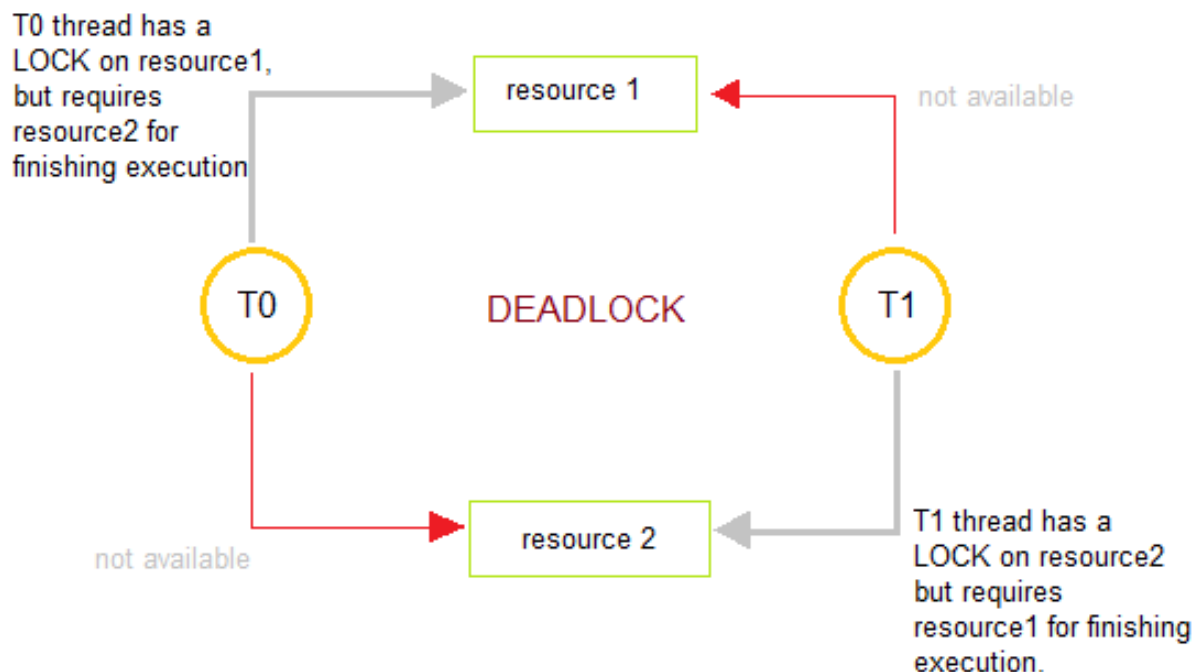 T0 thread has a
LOCK on resource1,
but requires
resource2 for
finishing execution
resource 1
not available
T0
DEADLOCK
T1
not available
resource 2
T1 thread has a
LOCK on resource2
but requires
resource1 for finishing
execution.